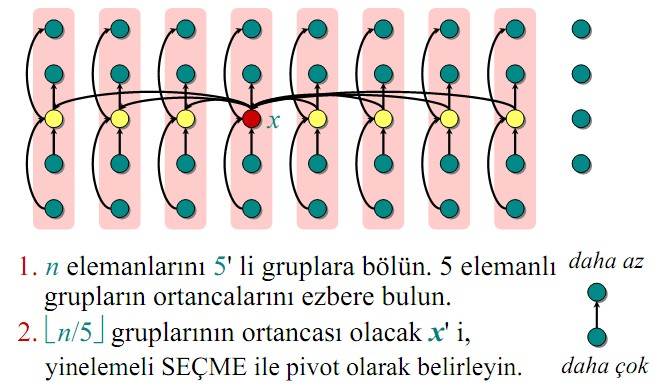 x
1. n elemanlarını 5' li gruplara bölün. 5 elemanlı
grupların ortancalarını ezbere bulun.
2. ⌊n/5⌋ gruplarının ortancası olacak x' i,
yinelemeli SEÇME ile pivot olarak belirleyin.
daha az
daha çok